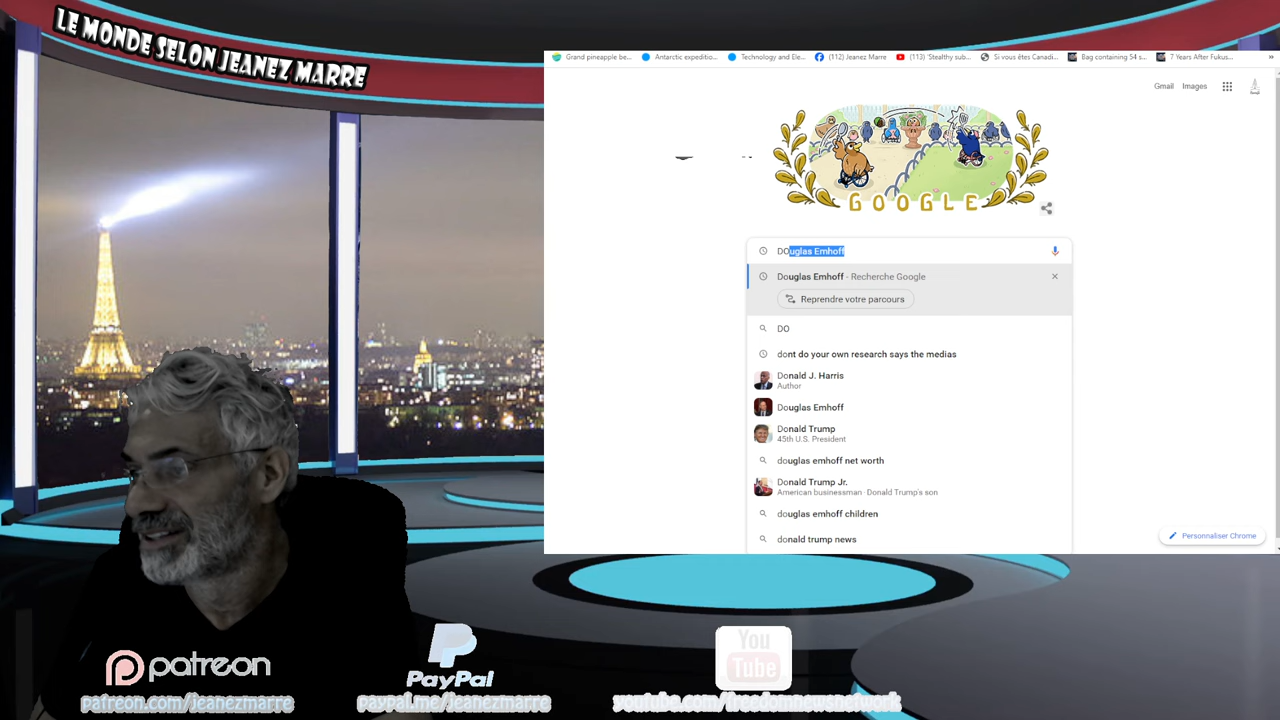 LE MONDE SELON JEANEZ MARRE
Grand pineapple be... Antarctic expeditio... Technology and Ele... (112) Jeanez Marre (113) 'Stealthy sub... Si vous êtes Canadi... Bag containing 54 s... 7 Years After Fukus... »
Gmail Images
GOOGLE
DOuglas Emhoff
Douglas Emhoff - Recherche Google
Reprendre votre parcours
DO
dont do your own research says the medias
Donald J. Harris
Author
Douglas Emhoff
Donald Trump
45th U.S. President
douglas emhoff net worth
Donald Trump Jr.
American businessman · Donald Trump's son
douglas emhoff children
donald trump news
Personnaliser Chrome
patreon
PayPal
You
Tube
patreon.com/jeanezmarre
paypal.me/jeanezmarre
youtube.com/freedomnewsnetwork